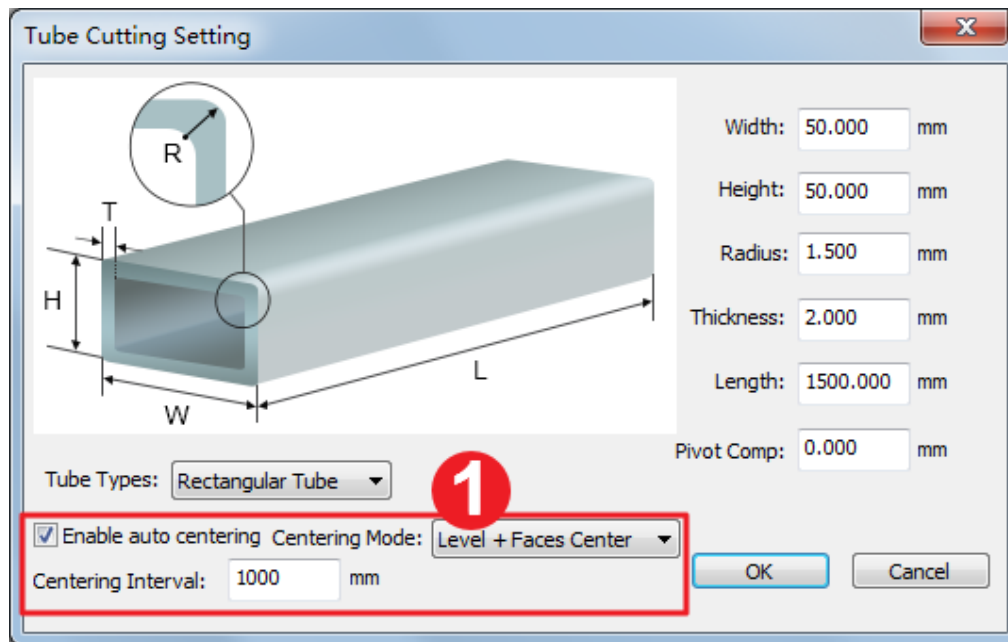 Tube Cutting Setting
X
R
T
H
W
L
Width: 50.000 mm
Height: 50.000 mm
Radius: 1.500 mm
Thickness: 2.000 mm
Length: 1500.000 mm
Pivot Comp: 0.000 mm
Tube Types: Rectangular Tube
1
Enable auto centering Centering Mode: Level + Faces Center
Centering Interval: 1000 mm
OK Cancel